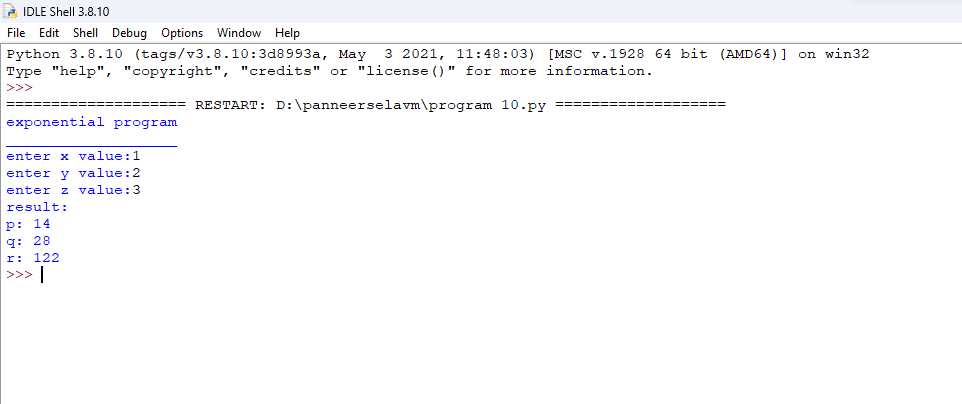 IDLE Shell 3.8.10
File Edit Shell Debug Options Window Help
Python 3.8.10 (tags/v3.8.10:3d8993a, May  3 2021, 11:48:03) [MSC v.1928 64 bit (AMD64)] on win32
Type "help", "copyright", "credits" or "license()" for more information.
>>>
==================== RESTART: D:\panneerselavm\program 10.py ===================
exponential program
___________________
enter x value:1
enter y value:2
enter z value:3
result:
p: 14
q: 28
r: 122
>>>